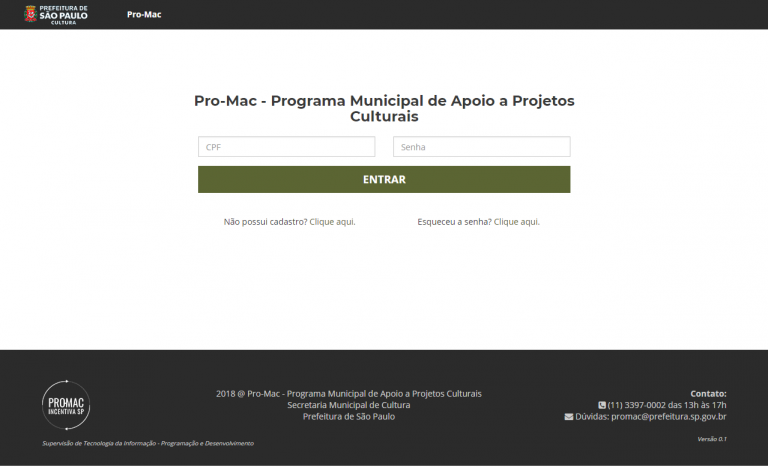 PREFEITURA DE
SÃO PAULO
CULTURA
Pro-Mac
Pro-Mac - Programa Municipal de Apoio a Projetos
Culturais
CPF
Senha
ENTRAR
Não possui cadastro? Clique aqui.
Esqueceu a senha? Clique aqui.
PROMAC
INCENTIVA SP
Supervisão de Tecnologia da Informação - Programação e Desenvolvimento
2018 @ Pro-Mac - Programa Municipal de Apoio a Projetos Culturais
Secretaria Municipal de Cultura
Prefeitura de São Paulo
Contato:
(11) 3397-0002 das 13h às 17h
Dúvidas: promac@prefeitura.sp.gov.br
Versão 0.1